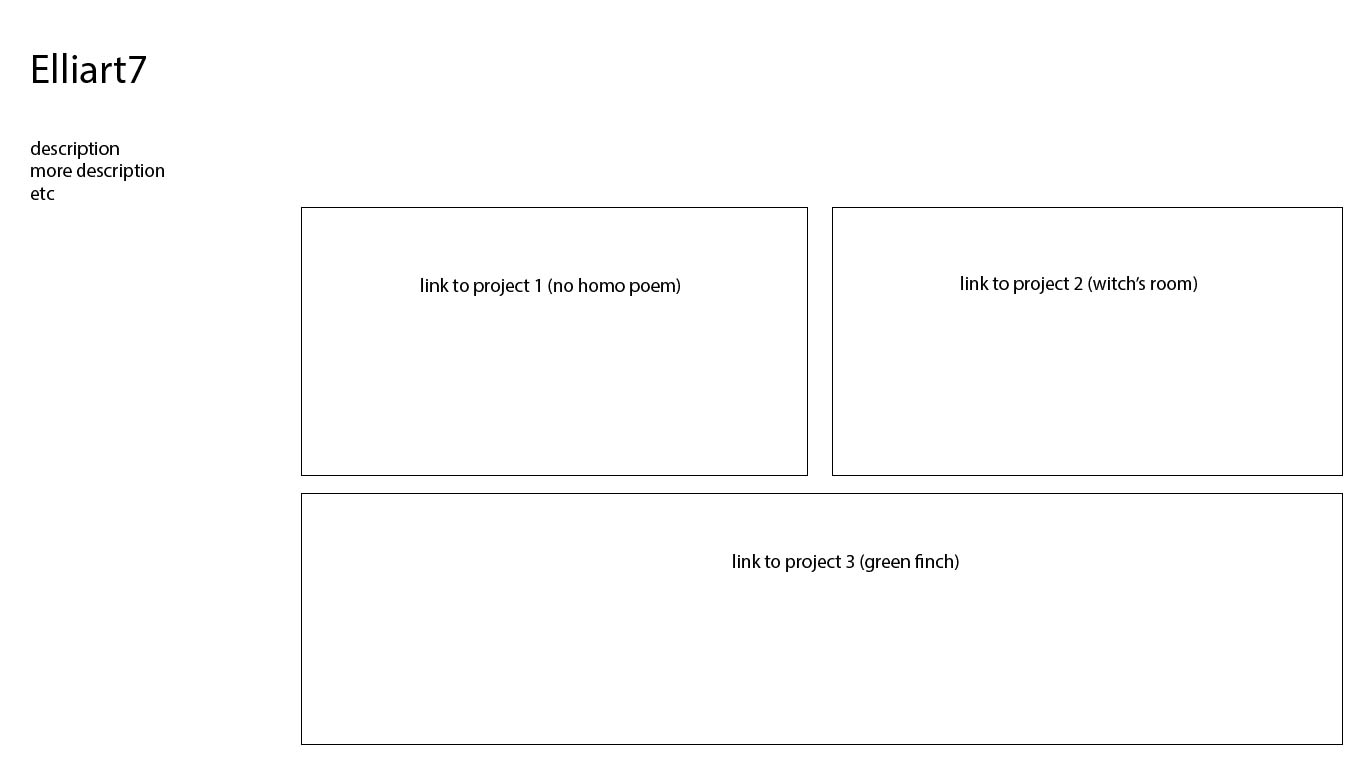 Elliart7
description
more description
etc
link to project 1 (no homo poem)
link to project 2 (witch’s room)
link to project 3 (green finch)